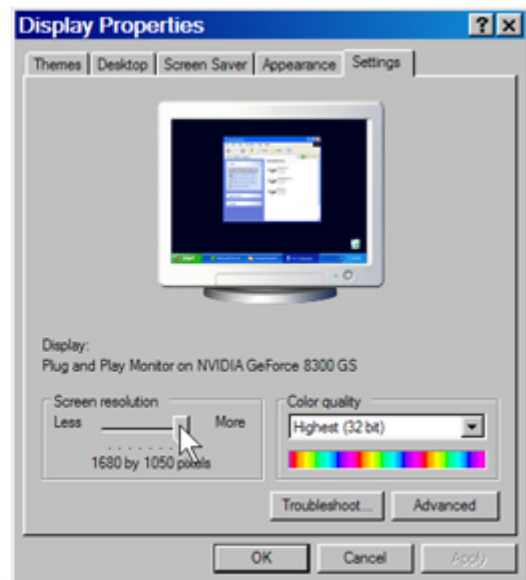 Display Properties
Themes Desktop Screen Saver Appearance Settings
Display:
Plug and Play Monitor on NVIDIA GeForce 8300 GS
Screen resolution
Less More
1680 by 1050 pixels
Color quality
Highest (32 bit)
Troubleshoot... Advanced
OK Cancel Apply